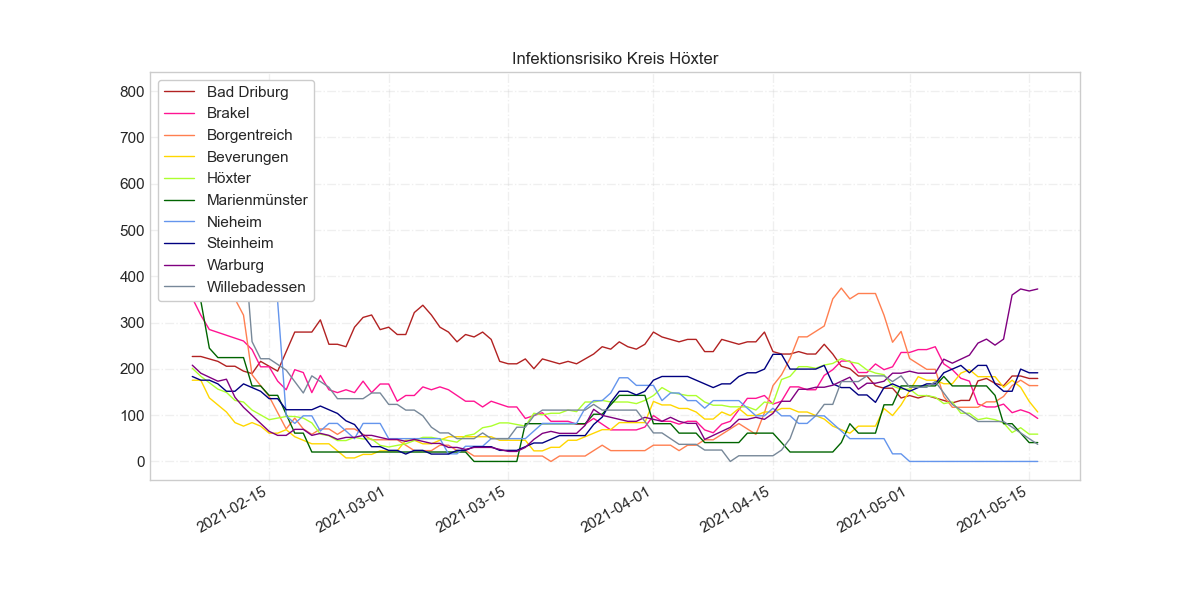 Infektionsrisiko Kreis Höxter
800
700
600
500
400
300
200
100
0
Bad Driburg
Brakel
Borgentreich
Beverungen
Höxter
Marienmünster
Nieheim
Steinheim
Warburg
Willebadessen
2021-02-15
2021-03-01
2021-03-15
2021-04-01
2021-04-15
2021-05-01
2021-05-15